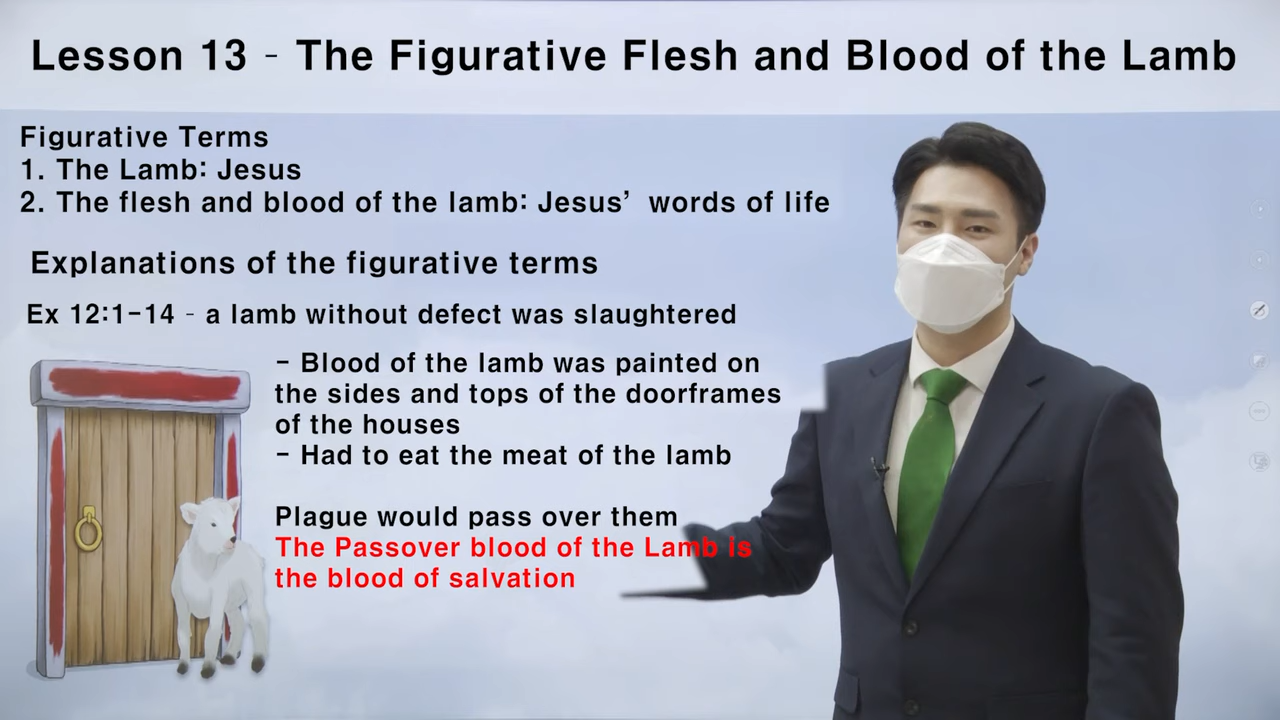 Lesson 13 - The Figurative Flesh and Blood of the Lamb
Figurative Terms
1. The Lamb: Jesus
2. The flesh and blood of the lamb: Jesus’ words of life
Explanations of the figurative terms
Ex 12:1-14 - a lamb without defect was slaughtered
- Blood of the lamb was painted on
the sides and tops of the doorframes
of the houses
- Had to eat the meat of the lamb
Plague would pass over them
The Passover blood of the Lamb is
the blood of salvation